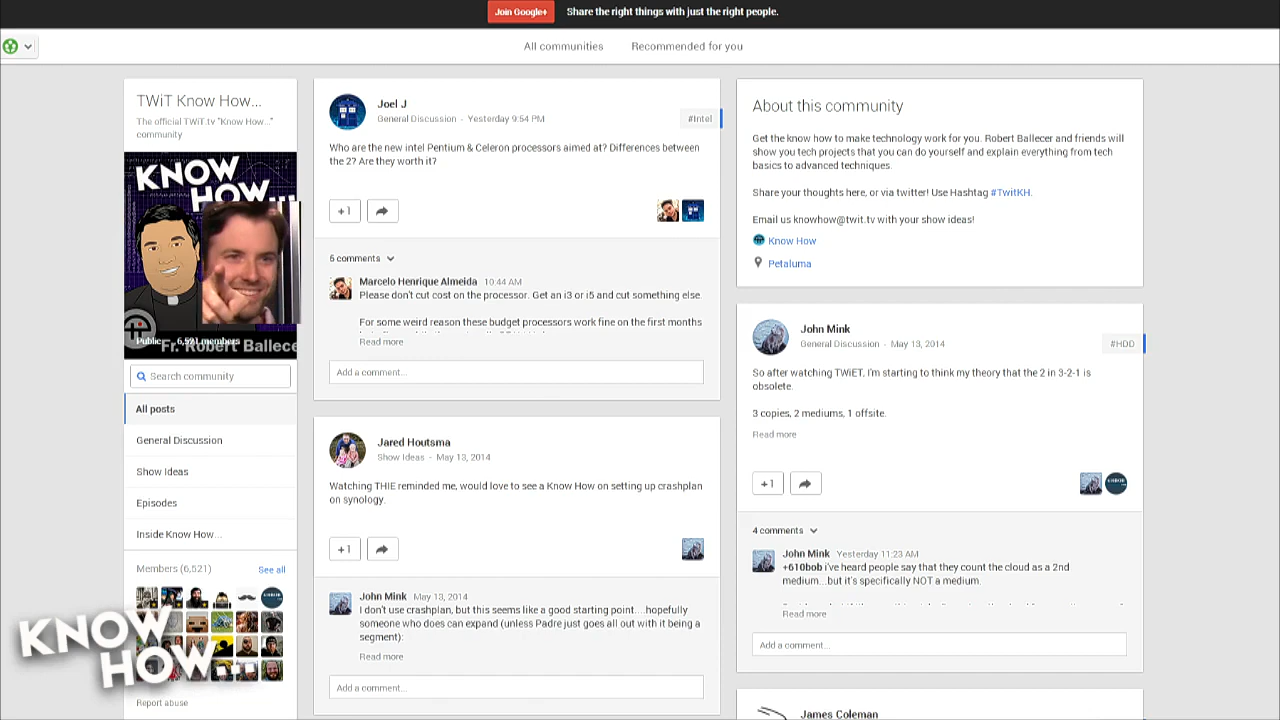 Join Google+ Share the right things with just the right people.
All communities Recommended for you
TWiT Know How...
The official TWiT.tv "Know How..."
community
KNOW
HOW...
Public 6,521 members
Fr. Robert Ballece
Search community
All posts
General Discussion
Show Ideas
Episodes
Inside Know How...
Members (6,521) See all
Report abuse
KNOW
HOW...
Joel J
General Discussion - Yesterday 9:54 PM
#Intel
Who are the new intel Pentium & Celeron processors aimed at? Differences between
the 2? Are they worth it?
+1
6 comments
Marcelo Henrique Almeida 10:44 AM
Please don't cut cost on the processor. Get an i3 or i5 and cut something else.
For some weird reason these budget processors work fine on the first months
Read more
Add a comment...
Jared Houtsma
Show Ideas - May 13, 2014
Watching THIE reminded me, would love to see a Know How on setting up crashplan
on synology.
+1
John Mink May 13, 2014
I don't use crashplan, but this seems like a good starting point....hopefully
someone who does can expand (unless Padre just goes all out with it being a
segment):
Read more
Add a comment...
About this community
Get the know how to make technology work for you. Robert Ballecer and friends will
show you tech projects that you can do yourself and explain everything from tech
basics to advanced techniques.
Share your thoughts here, or via twitter! Use Hashtag #TwitKH.
Email us knowhow@twit.tv with your show ideas!
Know How
Petaluma
John Mink
General Discussion - May 13, 2014
#HDD
So after watching TWiET, I'm starting to think my theory that the 2 in 3-2-1 is
obsolete.
3 copies, 2 mediums, 1 offsite.
Read more
+1
4 comments
John Mink Yesterday 11:23 AM
+610bob i've heard people say that they count the cloud as a 2nd
medium...but it's specifically NOT a medium.
Read more
Add a comment...
James Coleman